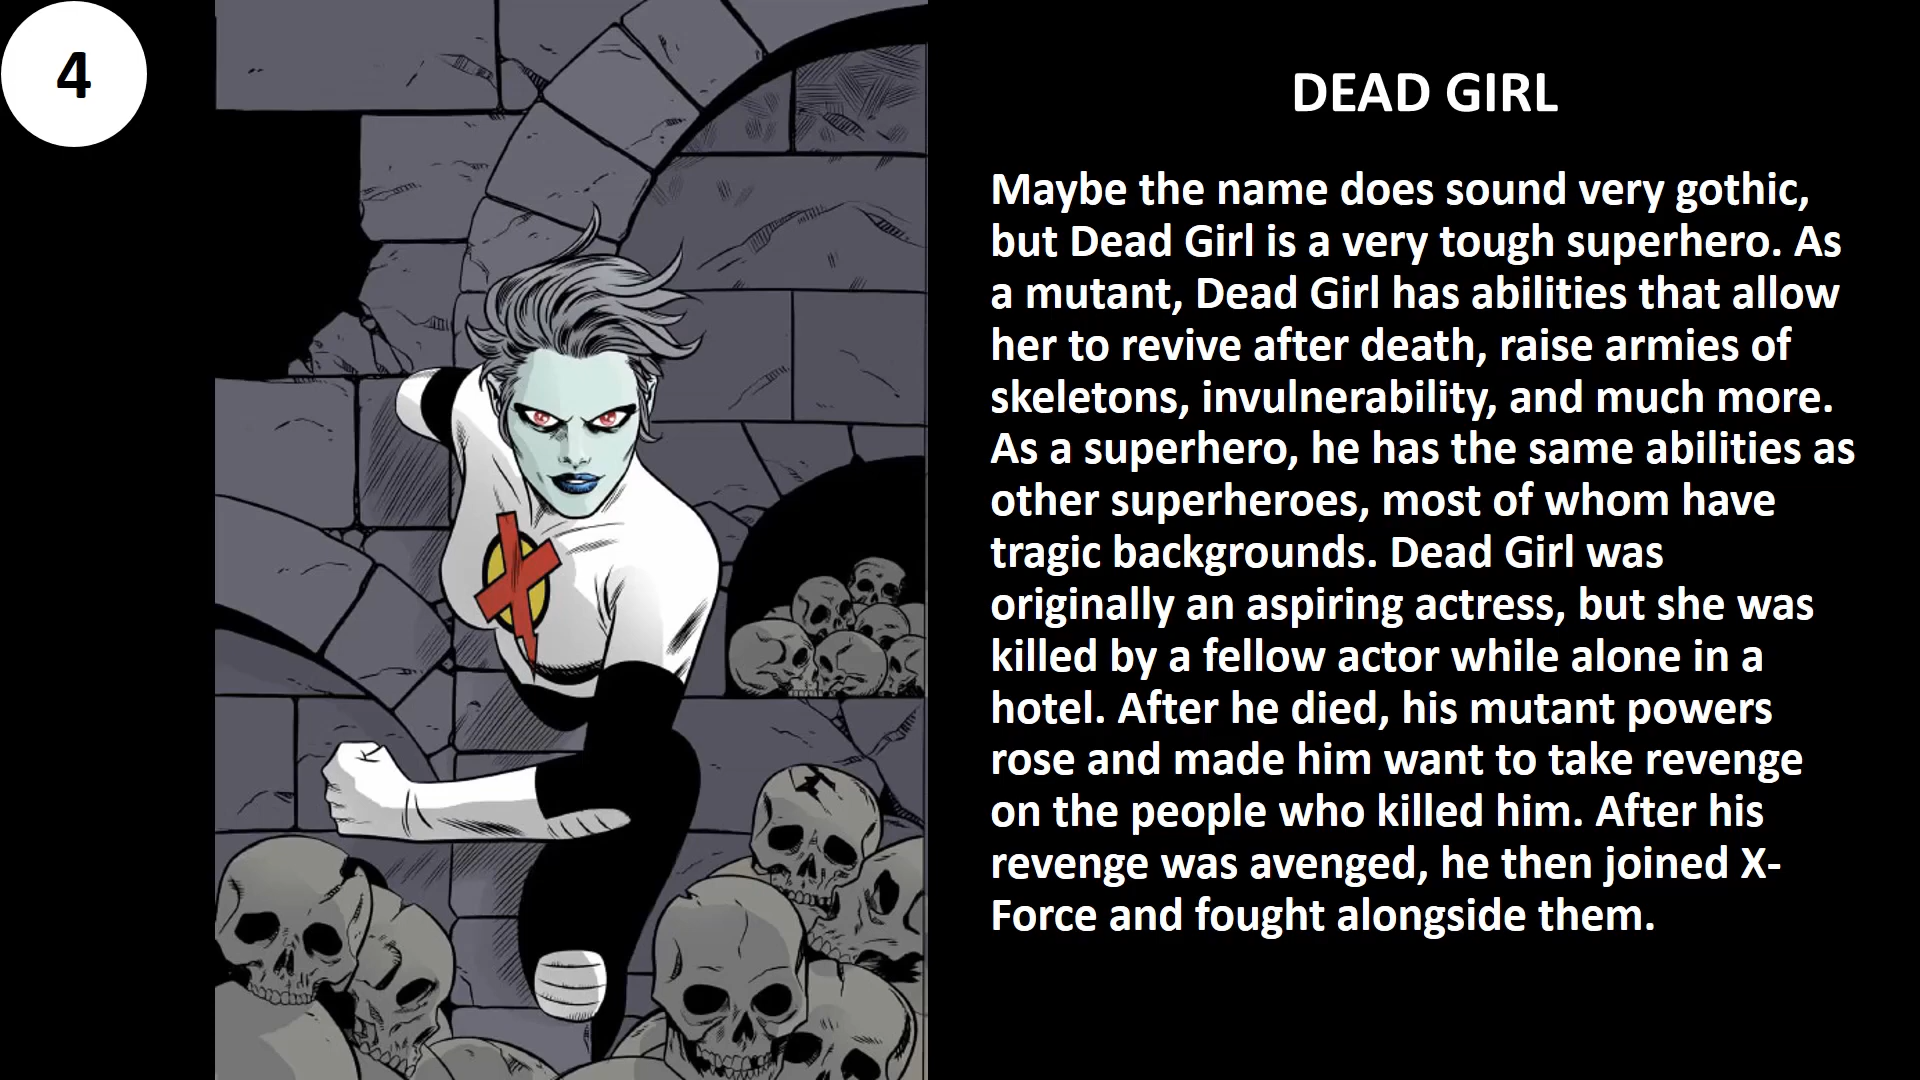 4
DEAD GIRL
Maybe the name does sound very gothic,
but Dead Girl is a very tough superhero. As
a mutant, Dead Girl has abilities that allow
her to revive after death, raise armies of
skeletons, invulnerability, and much more.
As a superhero, he has the same abilities as
other superheroes, most of whom have
tragic backgrounds. Dead Girl was
originally an aspiring actress, but she was
killed by a fellow actor while alone in a
hotel. After he died, his mutant powers
rose and made him want to take revenge
on the people who killed him. After his
revenge was avenged, he then joined X-
Force and fought alongside them.